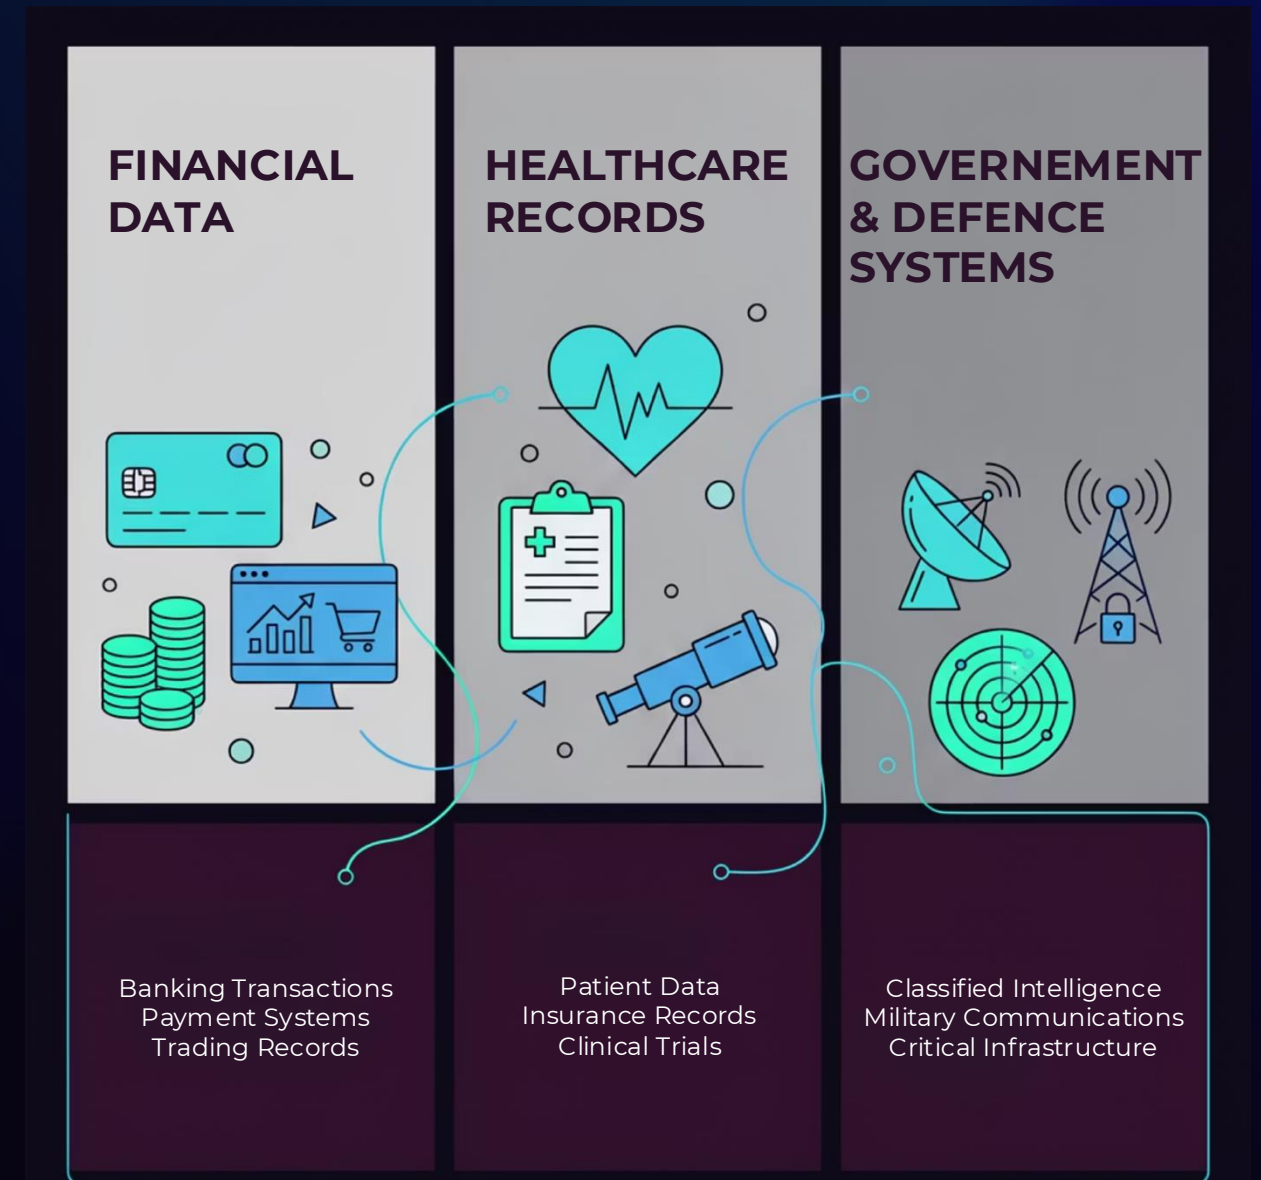 FINANCIAL
DATA
HEALTHCARE
RECORDS
GOVERNEMENT
& DEFENCE
SYSTEMS
Banking Transactions
Payment Systems
Trading Records
Patient Data
Insurance Records
Clinical Trials
Classified Intelligence
Military Communications
Critical Infrastructure